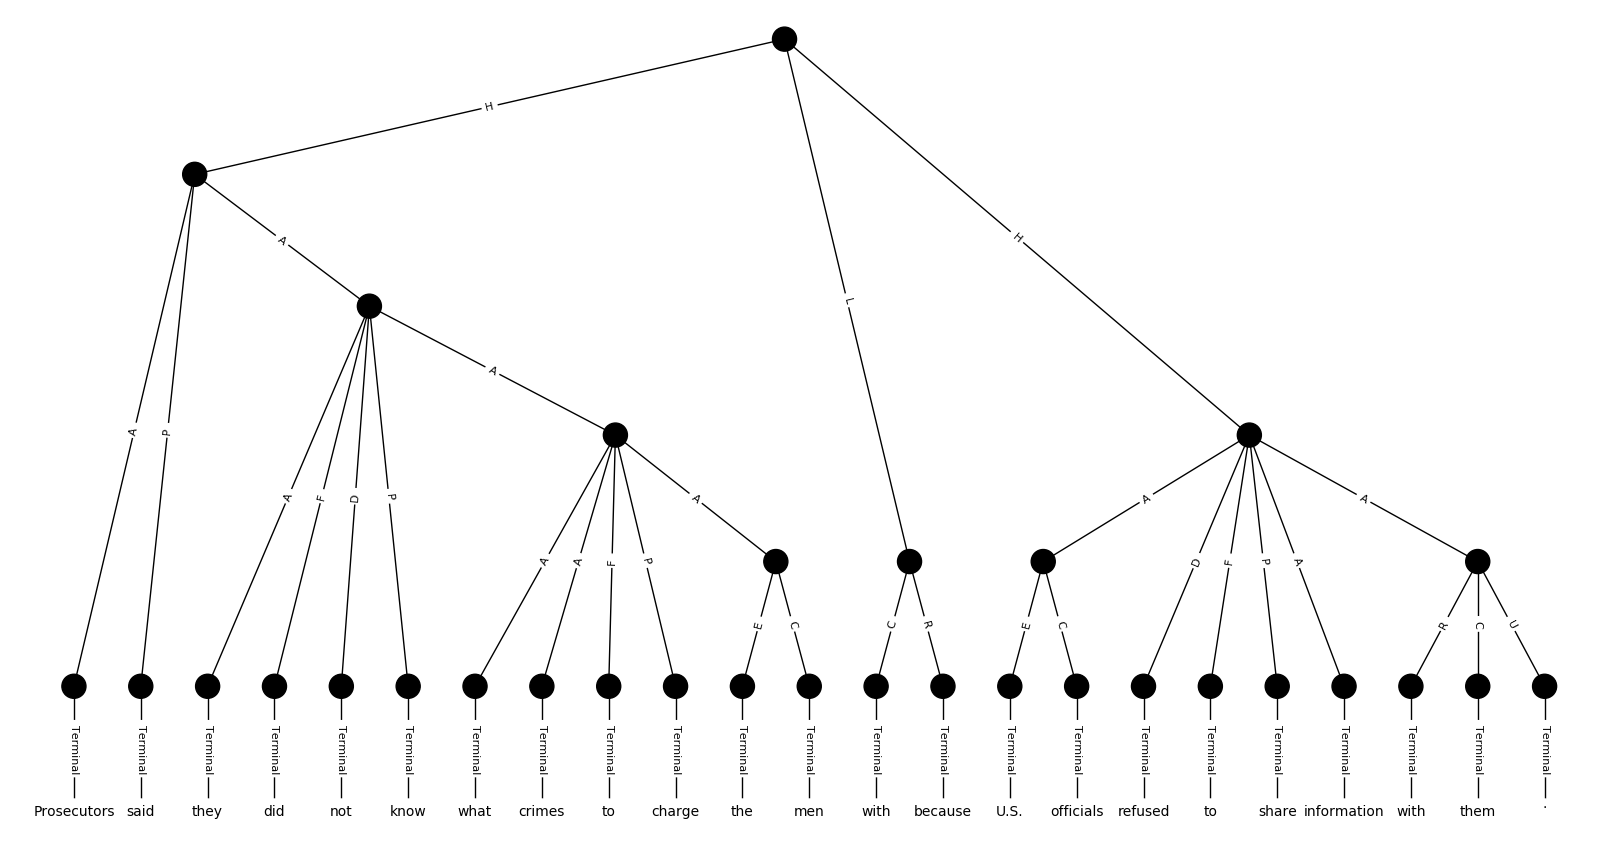 H
A
L
H
A
A P
A F D P
A
A A F P
A
E C
C R
A
D F P A
A
E C
R C U
Terminal Terminal Terminal Terminal Terminal Terminal Terminal Terminal Terminal Terminal Terminal Terminal Terminal Terminal Terminal Terminal Terminal Terminal Terminal Terminal Terminal Terminal Terminal
Prosecutors said they did not know what crimes to charge the men with because U.S. officials refused to share information with them .